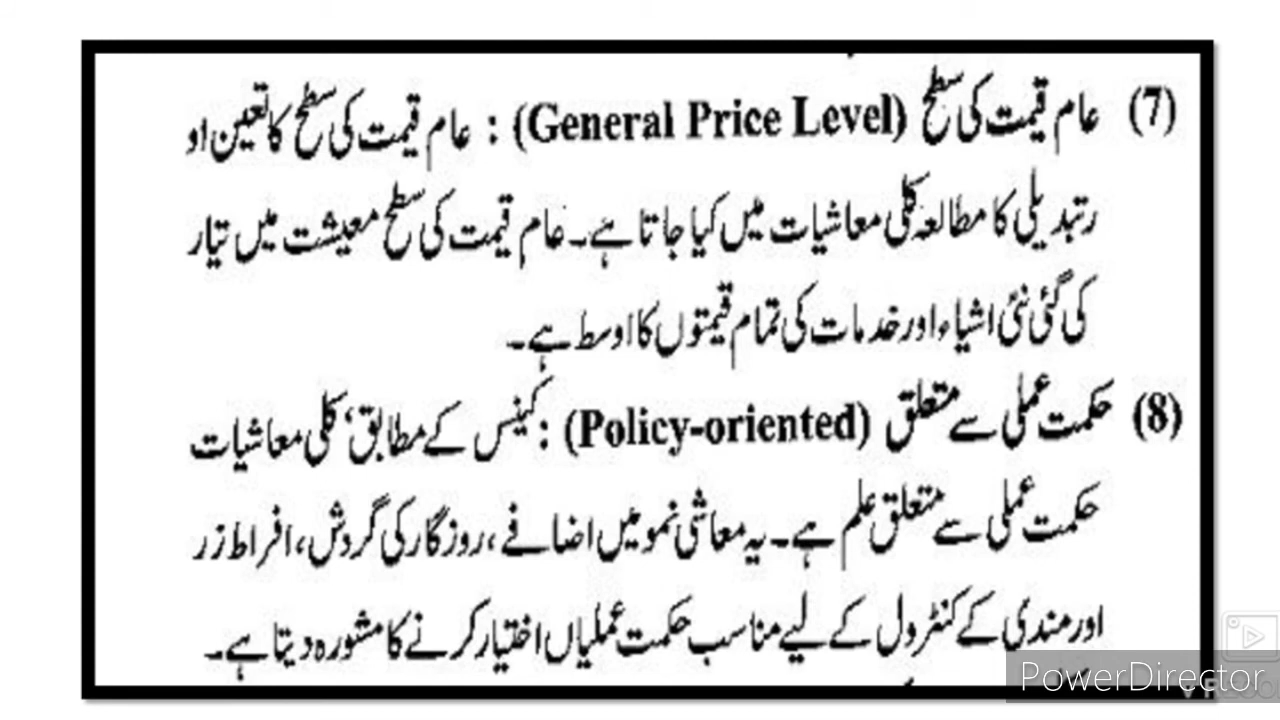 (7) عام قیمت کی سطح (General Price Level) : عام قیمت کی سطح کا تعین او
ر تبدیلی کا مطالعہ کلی معاشیات میں کیا جاتا ہے۔ عام قیمت کی سطح معیشت میں تیار
کی گئی نئی اشیاء اور خدمات کی تمام قیمتوں کا اوسط ہے۔
(8) حکمت عملی سے متعلق (Policy-oriented) : کینس کے مطابق، کلی معاشیات
حکمت عملی سے متعلق علم ہے۔ یہ معاشی نمو میں اضافے، روزگار کی گردش، افراط زر
اور مندی کے کنٹرول کے لیے مناسب حکمت عملیاں اختیار کرنے کا مشورہ دیتا ہے۔
PowerDirector